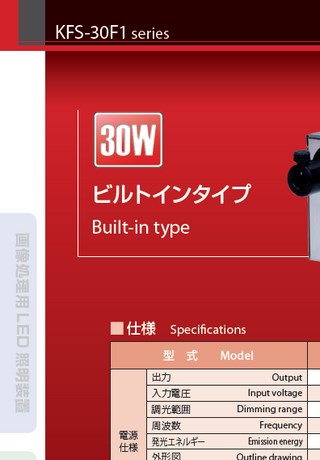 KFS-30F1 series
30W
ビルトインタイプ
Built-in type
画像処理用LED照明装置
仕様 Specifications
型式 Model
電源仕様
出力 Output
入力電圧 Input voltage
調光範囲 Dimming range
周波数 Frequency
発光エネルギー Emission energy
外形図 Outline drawing